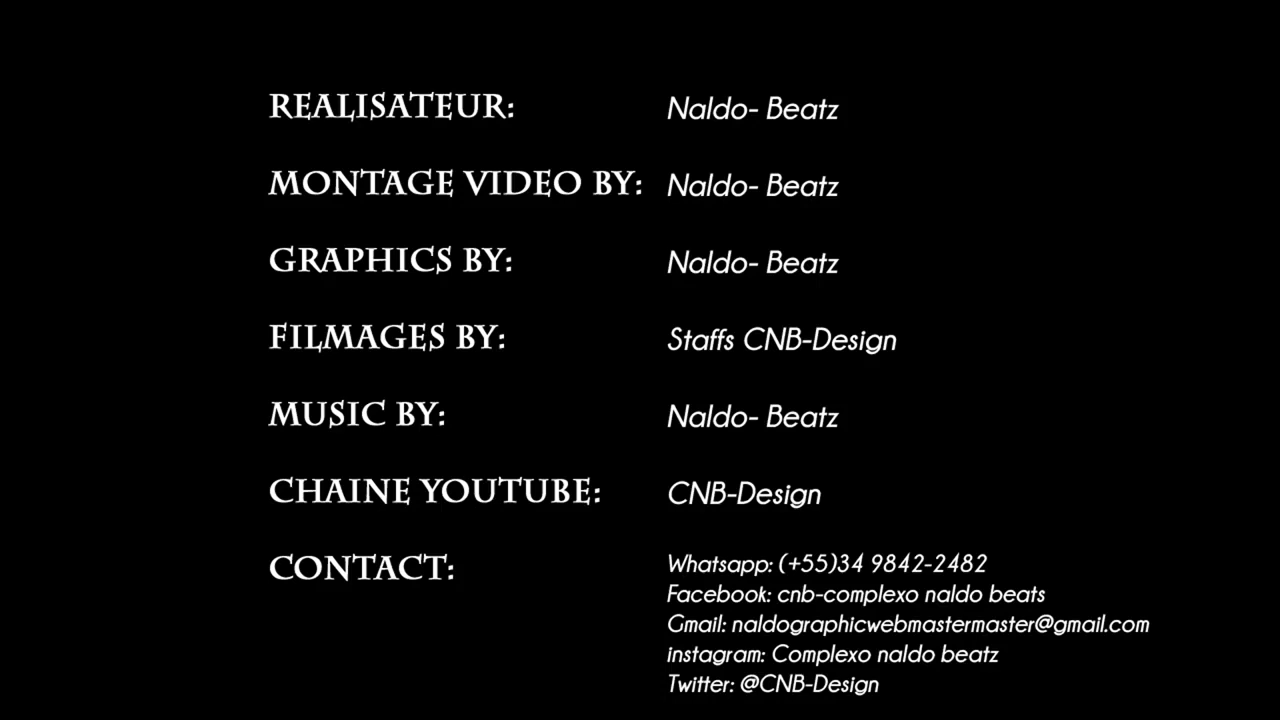 REALISATEUR: Naldo- Beatz
MONTAGE VIDEO BY: Naldo- Beatz
GRAPHICS BY: Naldo- Beatz
FILMAGES BY: Staffs CNB-Design
MUSIC BY: Naldo- Beatz
CHAINE YOUTUBE: CNB-Design
CONTACT: Whatsapp: (+55)34 9842-2482
Facebook: cnb-complexo naldo beats
Gmail: naldographicwebmastermaster@gmail.com
instagram: Complexo naldo beatz
Twitter: @CNB-Design